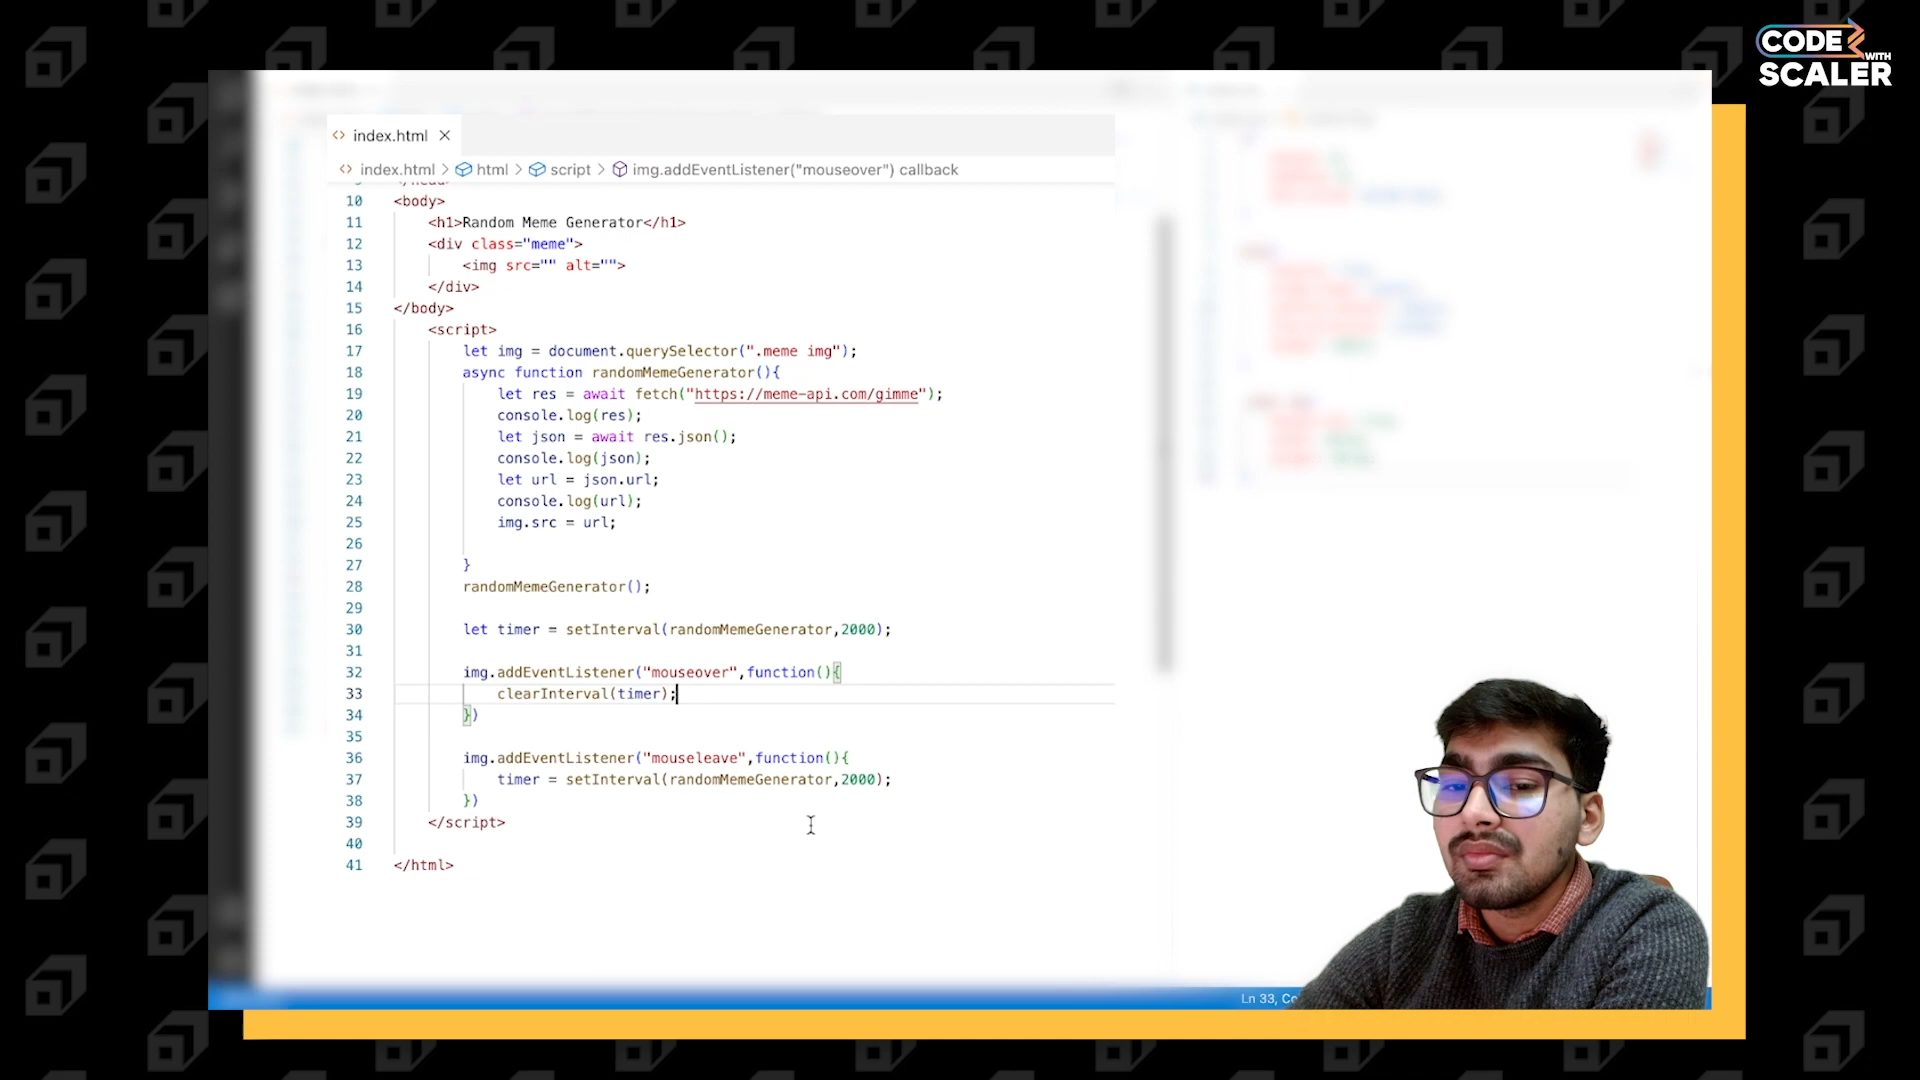 CODE
WITH
SCALER
index.html
index.html > html > script > img.addEventListener("mouseover") callback
10 <body>
11 <h1>Random Meme Generator</h1>
12 <div class="meme">
13 <img src="" alt="">
14 </div>
15 </body>
16 <script>
17 let img = document.querySelector(".meme img");
18 async function randomMemeGenerator(){
19 let res = await fetch("https://meme-api.com/gimme");
20 console.log(res);
21 let json = await res.json();
22 console.log(json);
23 let url = json.url;
24 console.log(url);
25 img.src = url;
26
27 }
28 randomMemeGenerator();
29
30 let timer = setInterval(randomMemeGenerator,2000);
31
32 img.addEventListener("mouseover",function(){
33 clearInterval(timer);
34 })
35
36 img.addEventListener("mouseleave",function(){
37 timer = setInterval(randomMemeGenerator,2000);
38 })
39 </script>
40
41 </html>
Ln 33,